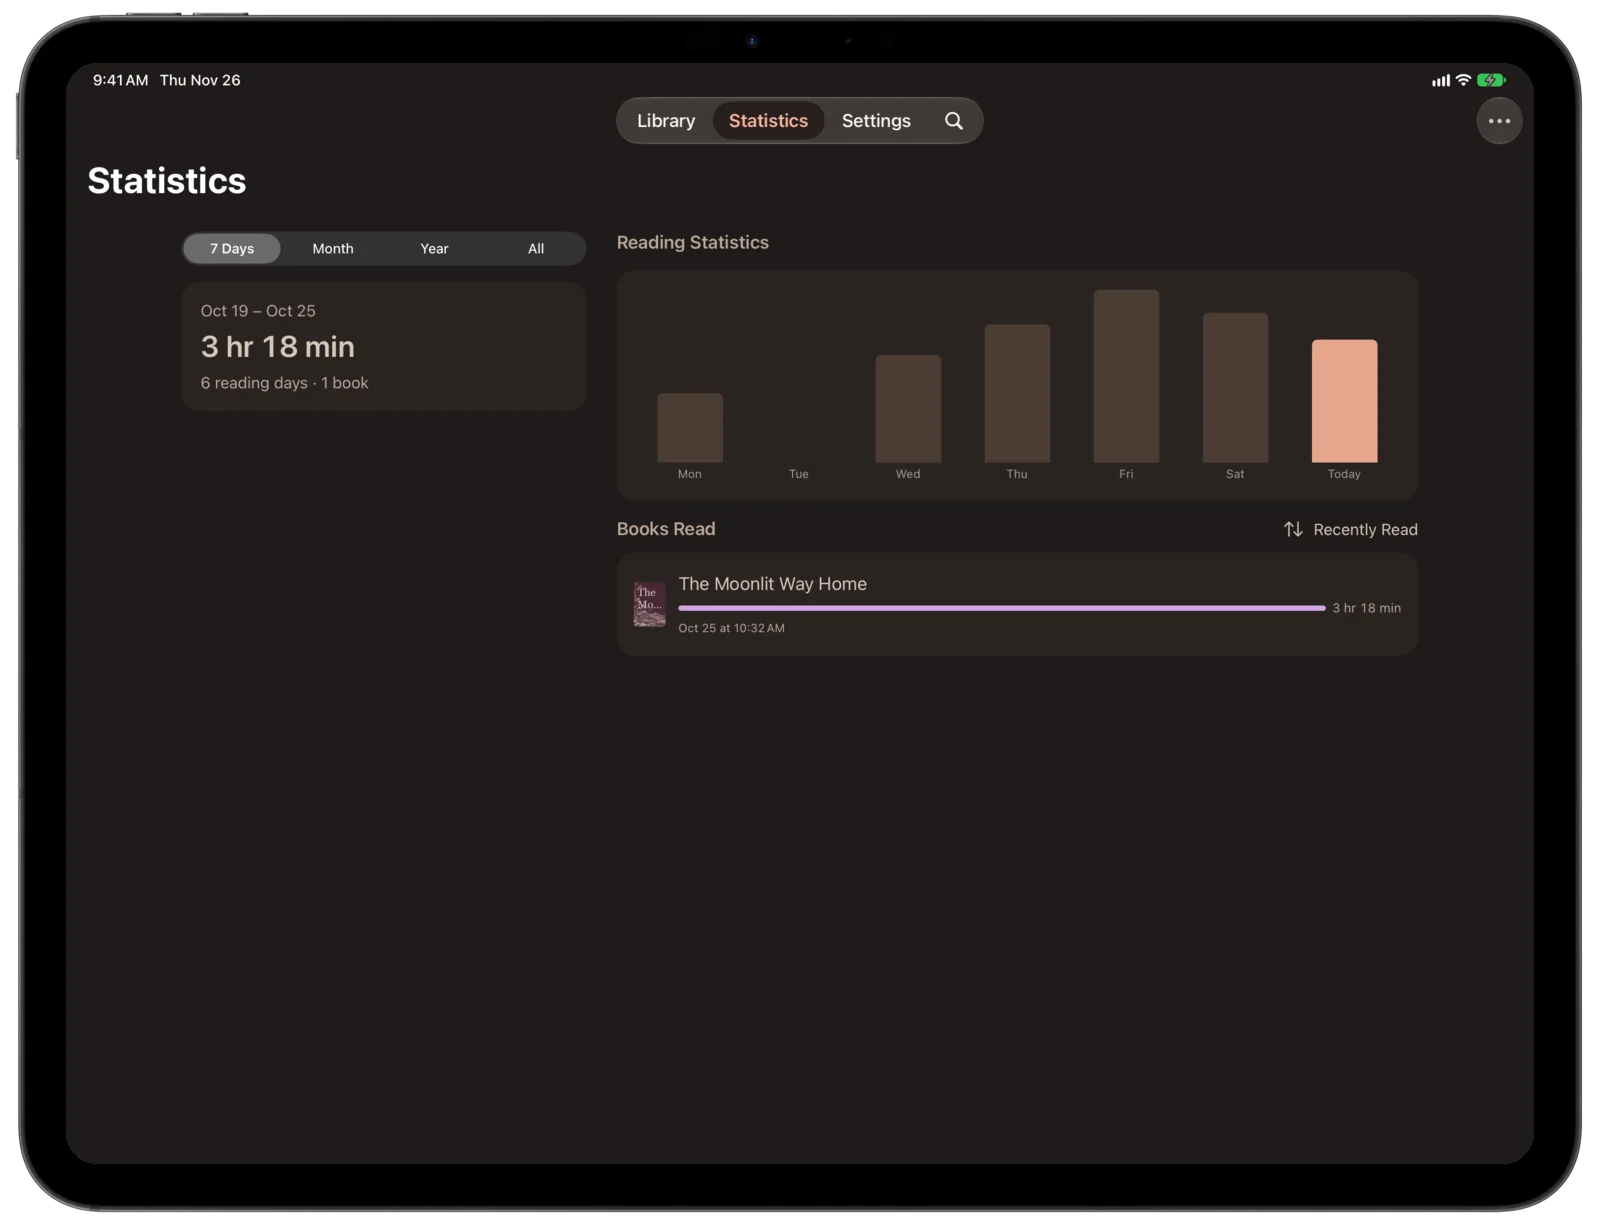 9:41 AM Thu Nov 26
Library Statistics Settings
Statistics
7 Days Month Year All
Oct 19 – Oct 25
3 hr 18 min
6 reading days · 1 book
Reading Statistics
Mon Tue Wed Thu Fri Sat Today
Books Read
Recently Read
The
Mo...
The Moonlit Way Home
3 hr 18 min
Oct 25 at 10:32 AM